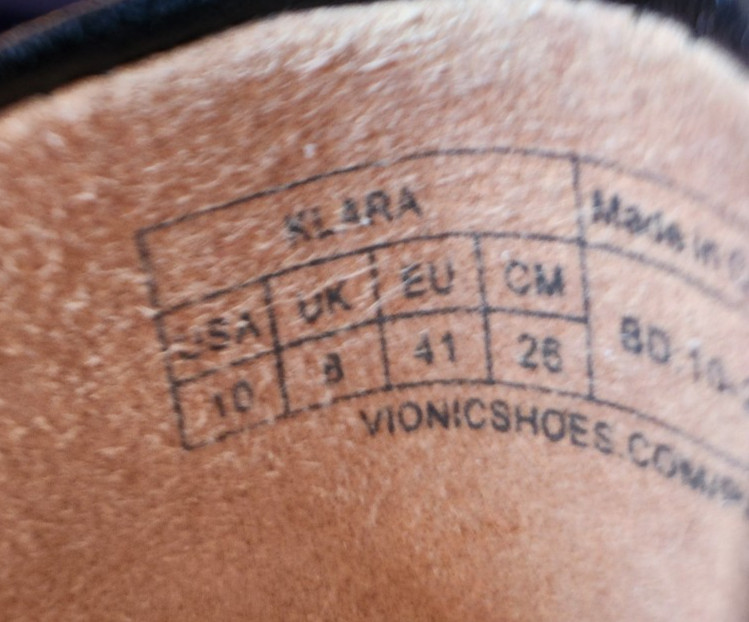 KLARA Made in
USA UK EU CM
10 8 41 26
VIONICSHOES.COM